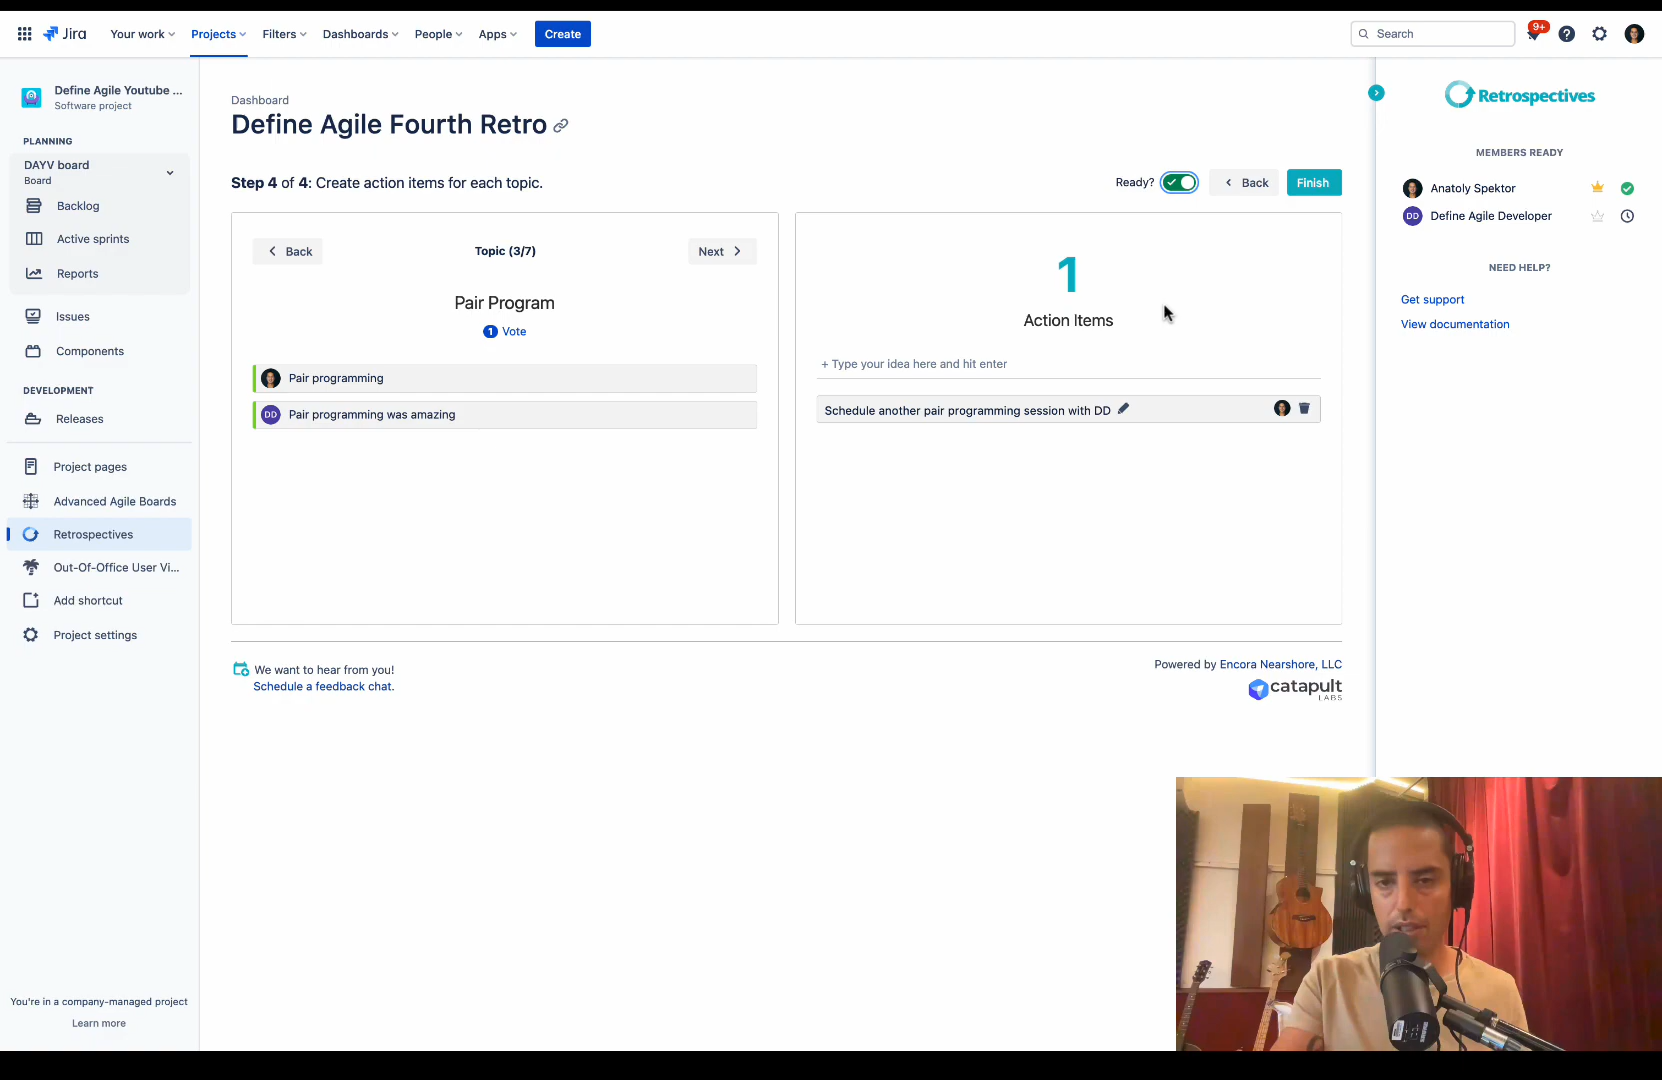 Jira
Your work
Projects
Filters
Dashboards
People
Apps
Create
Search
9+
Define Agile Youtube ...
Software project
PLANNING
DAYV board
Board
Backlog
Active sprints
Reports
Issues
Components
DEVELOPMENT
Releases
Project pages
Advanced Agile Boards
Retrospectives
Out-Of-Office User Vi...
Add shortcut
Project settings
You're in a company-managed project
Learn more
Dashboard
Define Agile Fourth Retro
Step 4 of 4: Create action items for each topic.
Ready?
Back
Finish
Back
Topic (3/7)
Next
Pair Program
1 Vote
Pair programming
DD Pair programming was amazing
1
Action Items
+ Type your idea here and hit enter
Schedule another pair programming session with DD
We want to hear from you!
Schedule a feedback chat.
Powered by Encora Nearshore, LLC
catapult
LABS
Retrospectives
MEMBERS READY
Anatoly Spektor
DD Define Agile Developer
NEED HELP?
Get support
View documentation